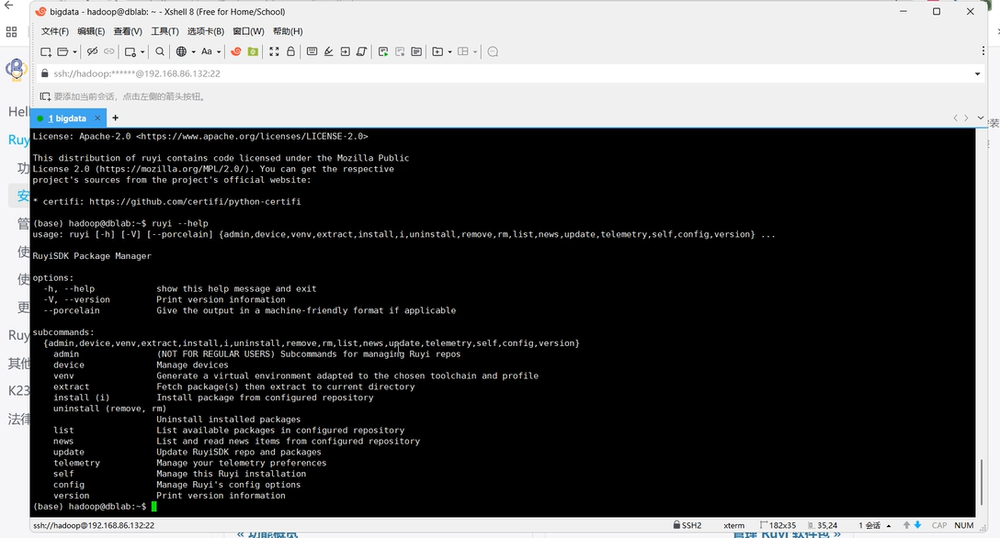 bigdata - hadoop@dblab: ~ - Xshell 8 (Free for Home/School)
文件(F) 编辑(E) 查看(V) 工具(T) 选项卡(B) 窗口(W) 帮助(H)
ssh://hadoop:******@192.168.86.132:22
要添加当前会话，点击左侧的箭头按钮。
1 bigdata
License: Apache-2.0 <https://www.apache.org/licenses/LICENSE-2.0>
This distribution of ruyi contains code licensed under the Mozilla Public
License 2.0 (https://mozilla.org/MPL/2.0/). You can get the respective
project's sources from the project's official website:
* certifi: https://github.com/certifi/python-certifi
(base) hadoop@dblab:~$ ruyi --help
usage: ruyi [-h] [-V] [--porcelain] {admin,device,venv,extract,install,i,uninstall,remove,rm,list,news,update,telemetry,self,config,version} ...
RuyiSDK Package Manager
options:
-h, --help show this help message and exit
-V, --version Print version information
--porcelain Give the output in a machine-friendly format if applicable
subcommands:
{admin,device,venv,extract,install,i,uninstall,remove,rm,list,news,update,telemetry,self,config,version}
admin (NOT FOR REGULAR USERS) Subcommands for managing Ruyi repos
device Manage devices
venv Generate a virtual environment adapted to the chosen toolchain and profile
extract Fetch package(s) then extract to current directory
install (i) Install package from configured repository
uninstall (remove, rm)
Uninstall installed packages
list List available packages in configured repository
news List and read news items from configured repository
update Update RuyiSDK repo and packages
telemetry Manage your telemetry preferences
self Manage this Ruyi installation
config Manage Ruyi's config options
version Print version information
(base) hadoop@dblab:~$
ssh://hadoop@192.168.86.132:22 SSH2 xterm 182x35 35,24 1 会话 CAP NUM
Hel
Ruy
功
安
管
使
使
更
Ruy
其他
K23
法律
« 功能概览
管理 Ruyi 软件包 »